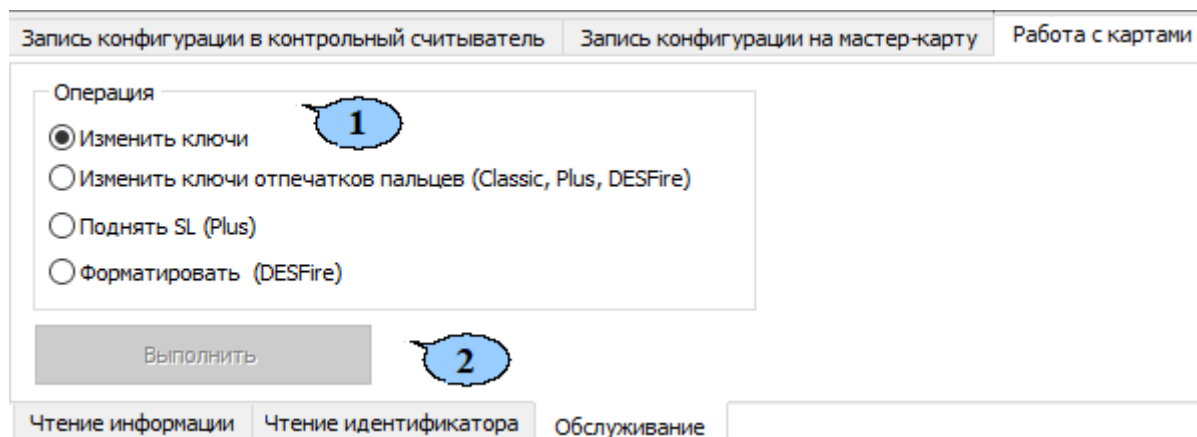 Запись конфигурации в контрольный считыватель Запись конфигурации на мастер-карту Работа с картами
Операция
1
Изменить ключи
Изменить ключи отпечатков пальцев (Classic, Plus, DESFire)
Поднять SL (Plus)
Форматировать (DESFire)
Выполнить
2
Чтение информации Чтение идентификатора Обслуживание